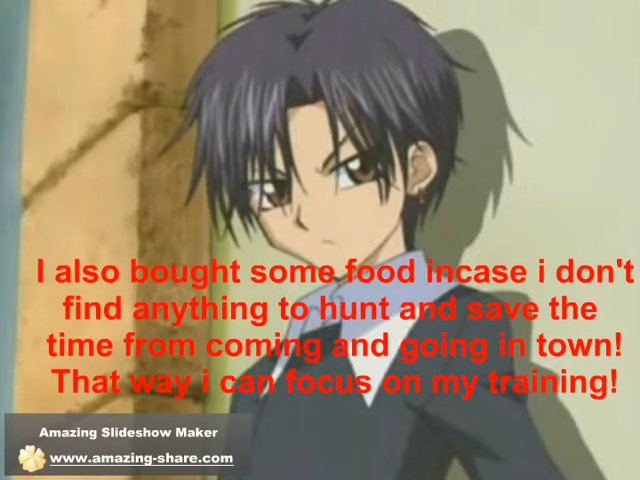 I also bought some food incase i don't
find anything to hunt and save the
time from coming and going in town!
That way i can focus on my training!
Amazing Slideshow Maker
www.amazing-share.com